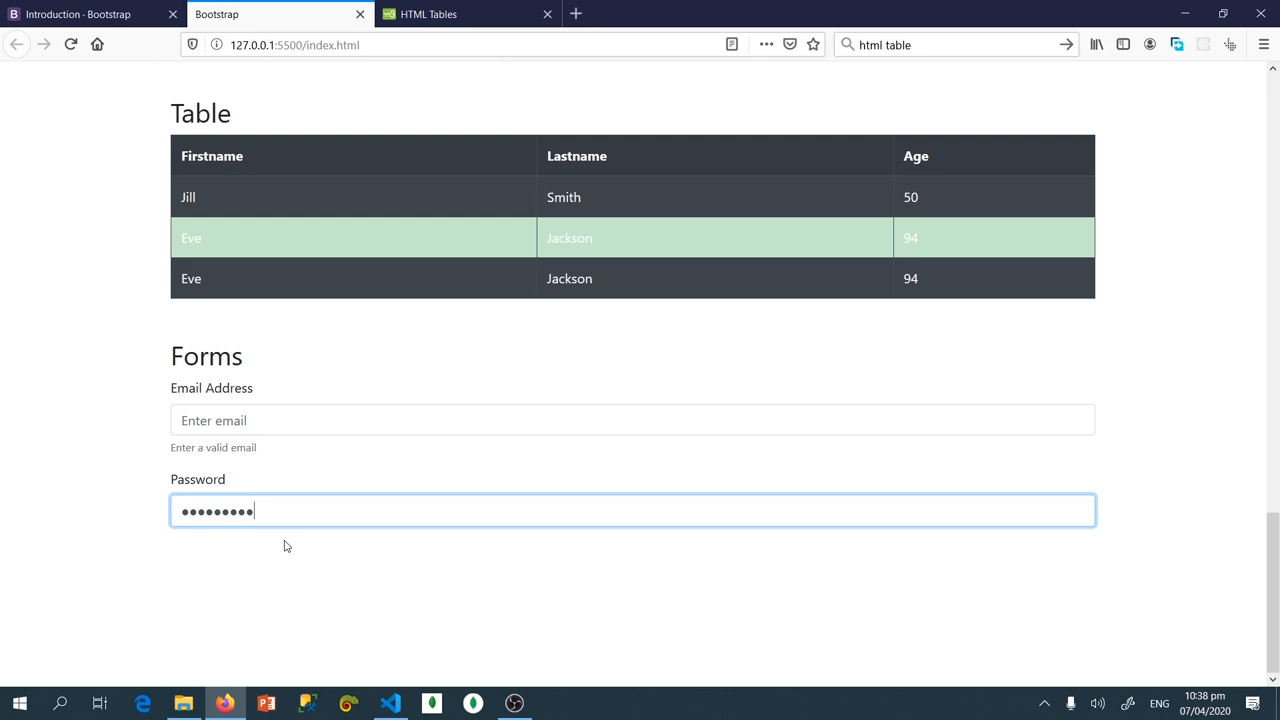 Introduction · Bootstrap
Bootstrap
HTML Tables
127.0.0.1:5500/index.html
html table
Table
Firstname Lastname Age
Jill Smith 50
Eve Jackson 94
Eve Jackson 94
Forms
Email Address
Enter email
Enter a valid email
Password
ENG
10:38 pm
07/04/2020